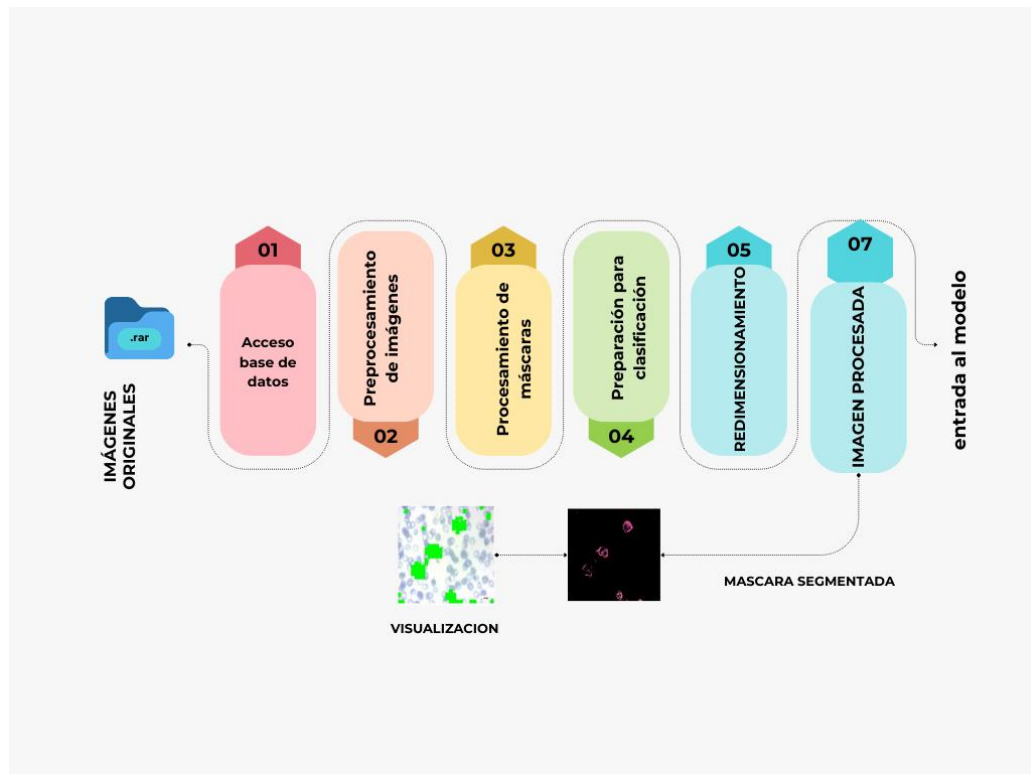 .rar
IMÁGENES
ORIGINALES
01
Acceso
base de
datos
Preprocesamiento
de imágenes
02
03
Procesamiento de
máscaras
Preparación para
clasificación
04
05
REDIMENSIONAMIENTO
07
IMAGEN PROCESADA
entrada al modelo
VISUALIZACION
MASCARA SEGMENTADA